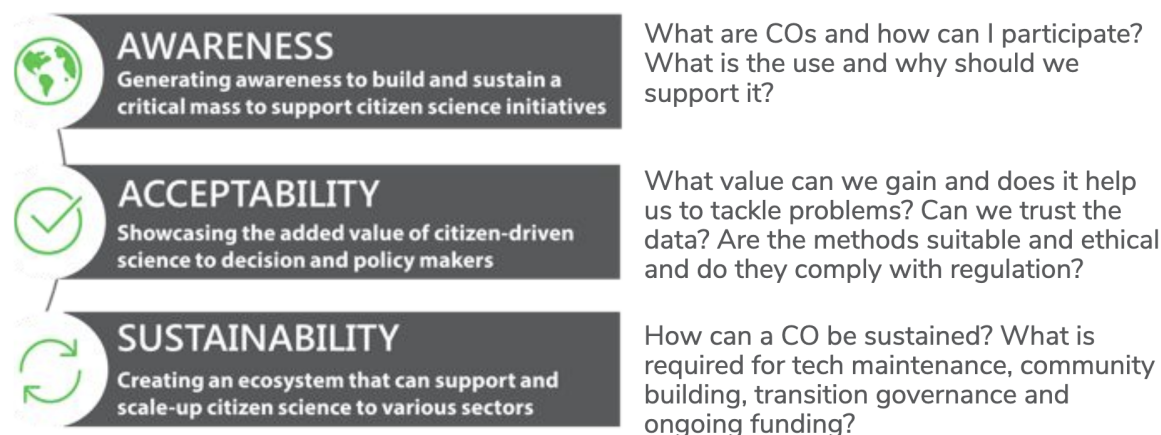 AWARENESS
Generating awareness to build and sustain a
critical mass to support citizen science initiatives
What are COs and how can I participate?
What is the use and why should we
support it?
ACCEPTABILITY
Showcasing the added value of citizen-driven
science to decision and policy makers
What value can we gain and does it help
us to tackle problems? Can we trust the
data? Are the methods suitable and ethical
and do they comply with regulation?
SUSTAINABILITY
Creating an ecosystem that can support and
scale-up citizen science to various sectors
How can a CO be sustained? What is
required for tech maintenance, community
building, transition governance and
ongoing funding?